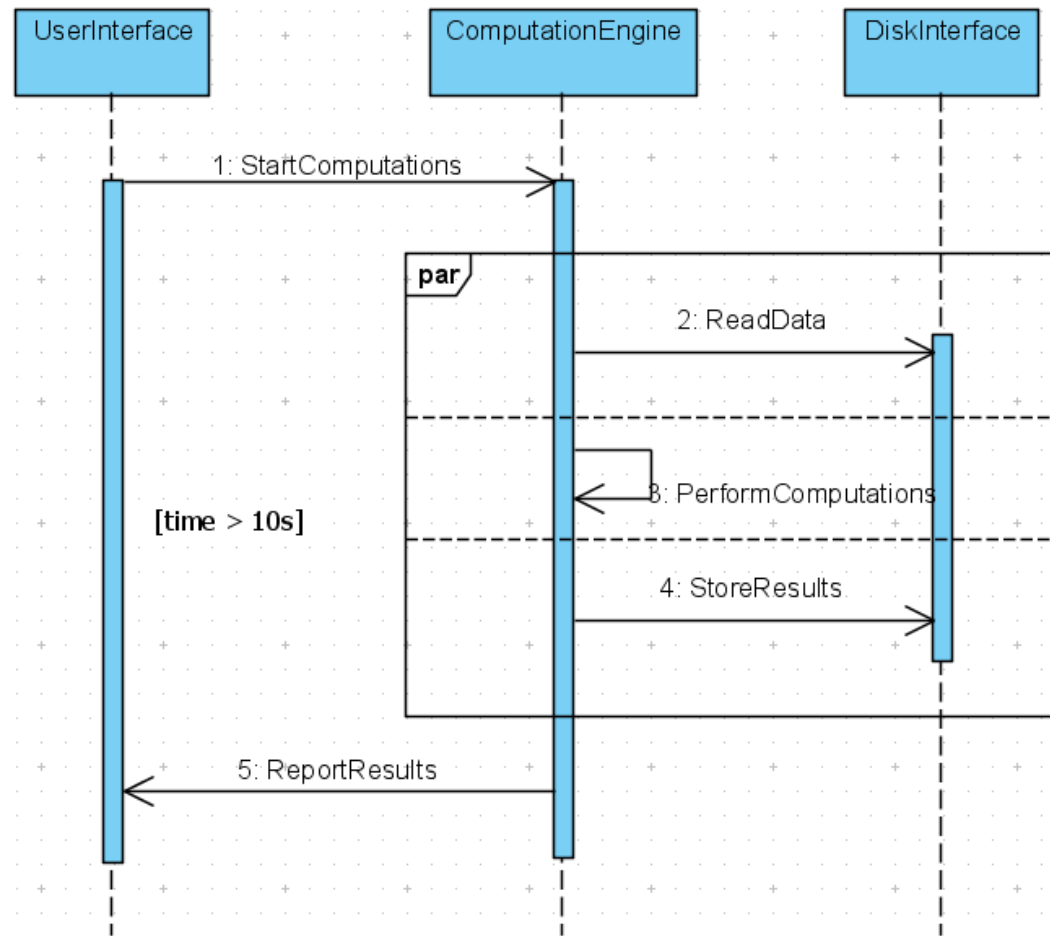 UserInterface
ComputationEngine
DiskInterface
1: StartComputations
par
2: ReadData
3: PerformComputations
[time > 10s]
4: StoreResults
5: ReportResults